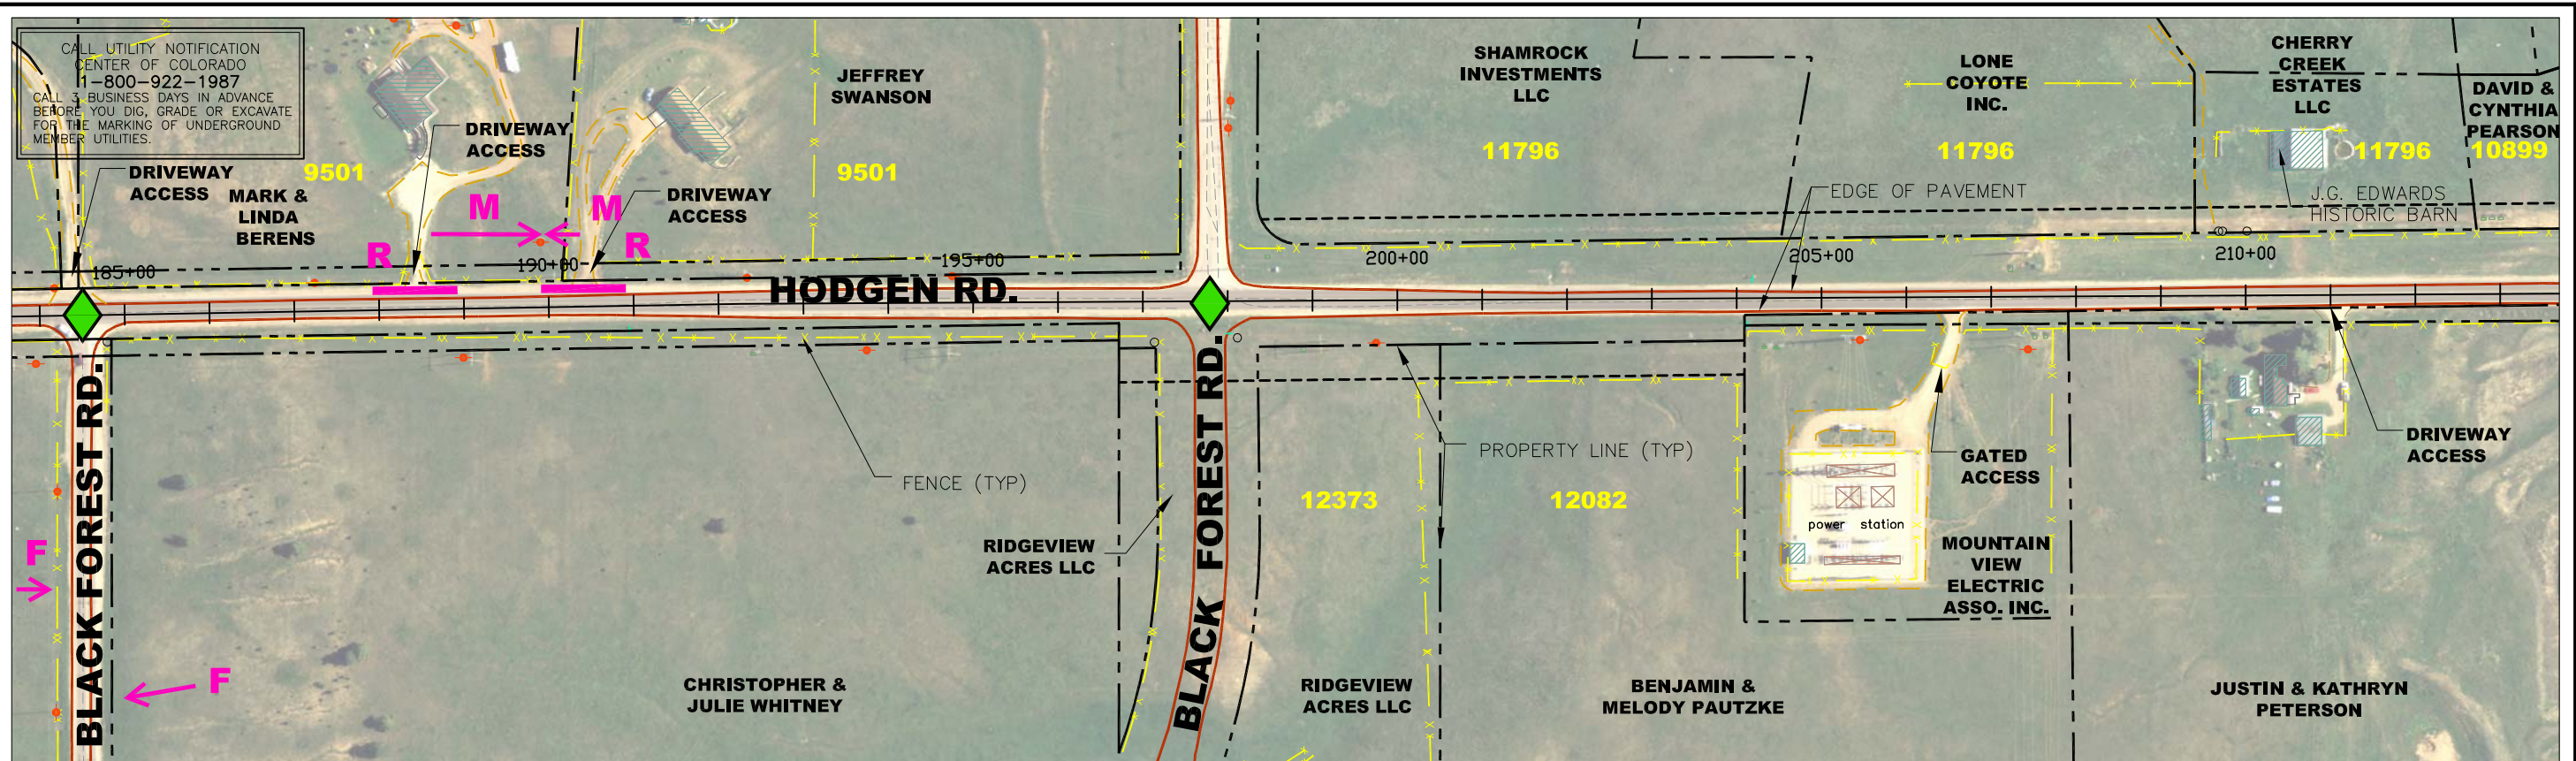 CALL UTILITY NOTIFICATION
CENTER OF COLORADO
1-800-922-1987
CALL 3 BUSINESS DAYS IN ADVANCE
BEFORE YOU DIG, GRADE OR EXCAVATE
FOR THE MARKING OF UNDERGROUND
MEMBER UTILITIES.
DRIVEWAY
ACCESS
9501
MARK &
LINDA
BERENS
DRIVEWAY
ACCESS
M
M
R
R
DRIVEWAY
ACCESS
JEFFREY
SWANSON
9501
SHAMROCK
INVESTMENTS
LLC
11796
LONE
COYOTE
INC.
11796
EDGE OF PAVEMENT
CHERRY
CREEK
ESTATES
LLC
11796
DAVID &
CYNTHIA
PEARSON
10899
J.G. EDWARDS
HISTORIC BARN
185+00
190+00
195+00
200+00
205+00
210+00
HODGEN RD.
BLACK FOREST RD.
F
F
FENCE (TYP)
CHRISTOPHER &
JULIE WHITNEY
RIDGEVIEW
ACRES LLC
BLACK FOREST RD.
BLACK
PROPERTY LINE (TYP)
12373
12082
RIDGEVIEW
ACRES LLC
BENJAMIN &
MELODY PAUTZKE
power station
GATED
ACCESS
MOUNTAIN
VIEW
ELECTRIC
ASSO. INC.
DRIVEWAY
ACCESS
JUSTIN & KATHRYN
PETERSON